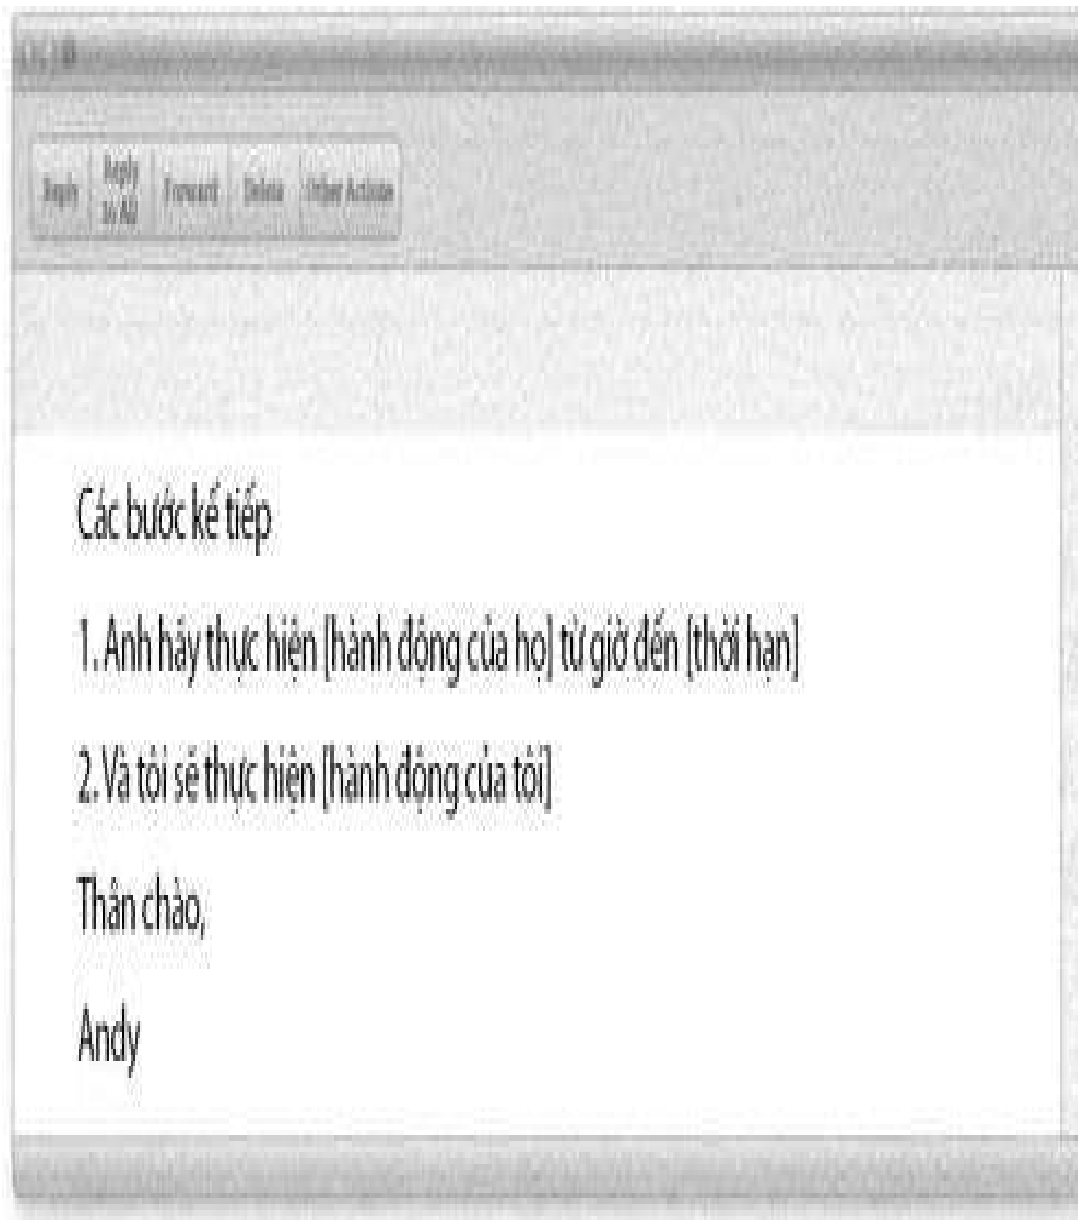 Reply
Reply
to All
Forward
Delete
Other Actions
Các bước kế tiếp
1. Anh hãy thực hiện [hành động của họ] từ giờ đến [thời hạn]
2. Và tôi sẽ thực hiện [hành động của tôi]
Thân chào,
Andy